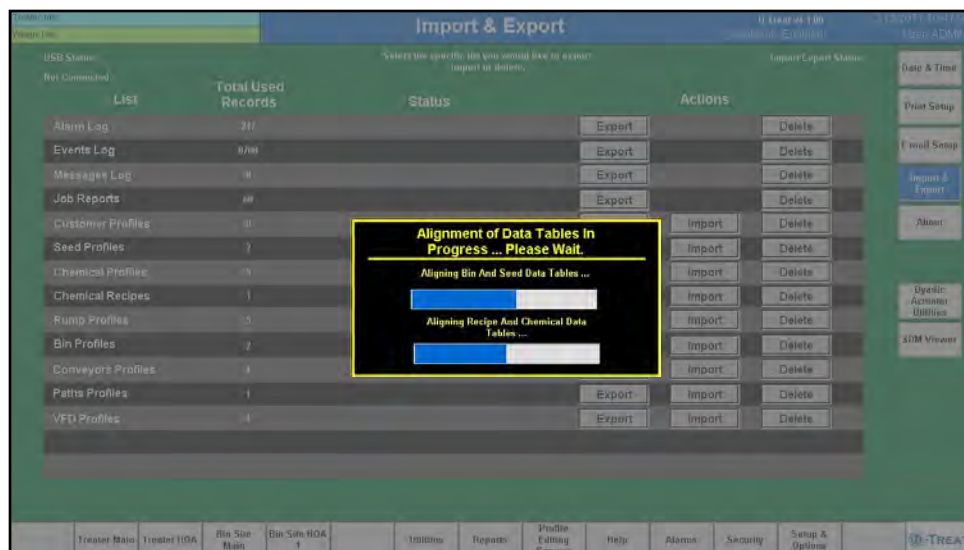 Import & Export
USB Status:
Not Connected
Select the specific file you would like to export,
import or delete.
Import Export Status:
List
Total Used
Records
Status
Actions
Alarm Log
Export
Delete
Events Log
Export
Delete
Messages Log
Export
Delete
Job Reports
Export
Delete
Customer Profiles
Import
Delete
Seed Profiles
Import
Delete
Chemical Profiles
Import
Delete
Chemical Recipes
1
Import
Delete
Pump Profiles
Import
Delete
Bin Profiles
2
Import
Delete
Conveyors Profiles
Import
Delete
Paths Profiles
1
Export
Import
Delete
VFD Profiles
Export
Import
Delete
Alignment of Data Tables In
Progress ... Please Wait.
Aligning Bin And Seed Data Tables ...
Aligning Recipe And Chemical Data
Tables ...
Date & Time
Print Setup
E-mail Setup
Import &
Export
About
Utilities
SDM Viewer
Treater Main
Treater HOA
Bin Site
Main
Bin Site HOA
1
Utilities
Reports
Profile
Editing
Help
Alarms
Security
Setup &
Options
U-TREAT